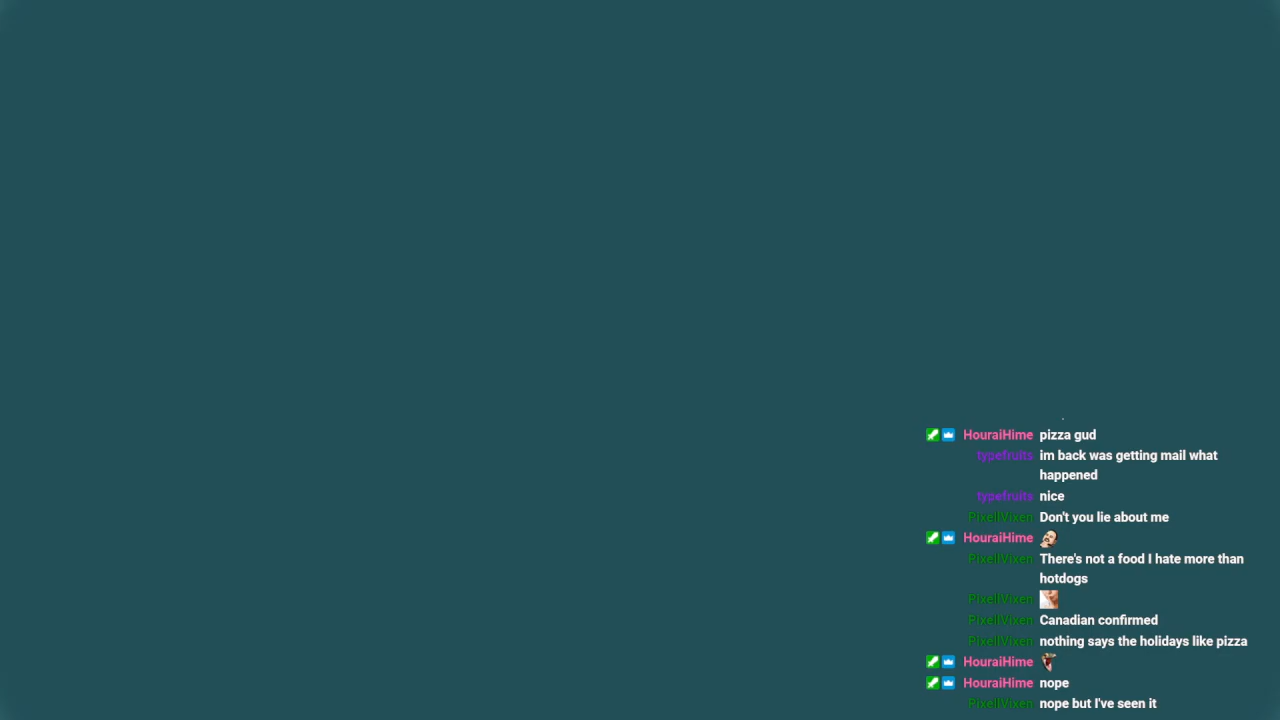 HouraiHime pizza gud
typefruits im back was getting mail what
happened
typefruits nice
PixellVixen Don't you lie about me
HouraiHime
PixellVixen There's not a food I hate more than
hotdogs
PixellVixen
PixellVixen Canadian confirmed
PixellVixen nothing says the holidays like pizza
HouraiHime
HouraiHime nope
PixellVixen nope but I've seen it